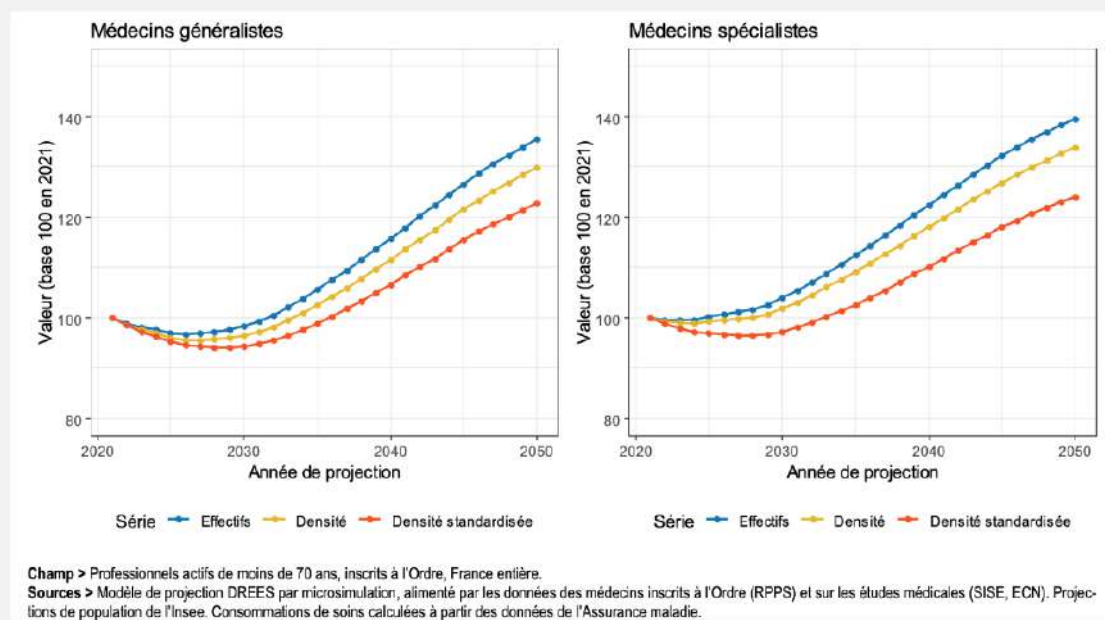 Médecins généralistes
Valeur (base 100 en 2021)
140
120
100
80
2020
2030
2040
2050
Année de projection
Série Effectifs Densité Densité standardisée
Médecins spécialistes
Valeur (base 100 en 2021)
140
120
100
80
2020
2030
2040
2050
Année de projection
Série Effectifs Densité Densité standardisée
Champ > Professionnels actifs de moins de 70 ans, inscrits à l'Ordre, France entière.
Sources > Modèle de projection DREES par microsimulation, alimenté par les données des médecins inscrits à l'Ordre (RPPS) et sur les études médicales (SISE, ECN). Projec-
tions de population de l'Insee. Consommations de soins calculées à partir des données de l'Assurance maladie.